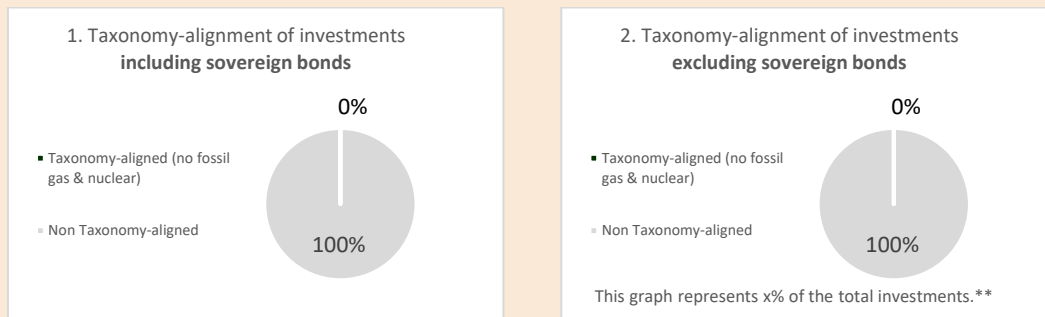 1. Taxonomy-alignment of investments
including sovereign bonds
0%
Taxonomy-aligned (no fossil
gas & nuclear)
Non Taxonomy-aligned
100%
2. Taxonomy-alignment of investments
excluding sovereign bonds
0%
Taxonomy-aligned (no fossil
gas & nuclear)
Non Taxonomy-aligned
100%
This graph represents x% of the total investments.**